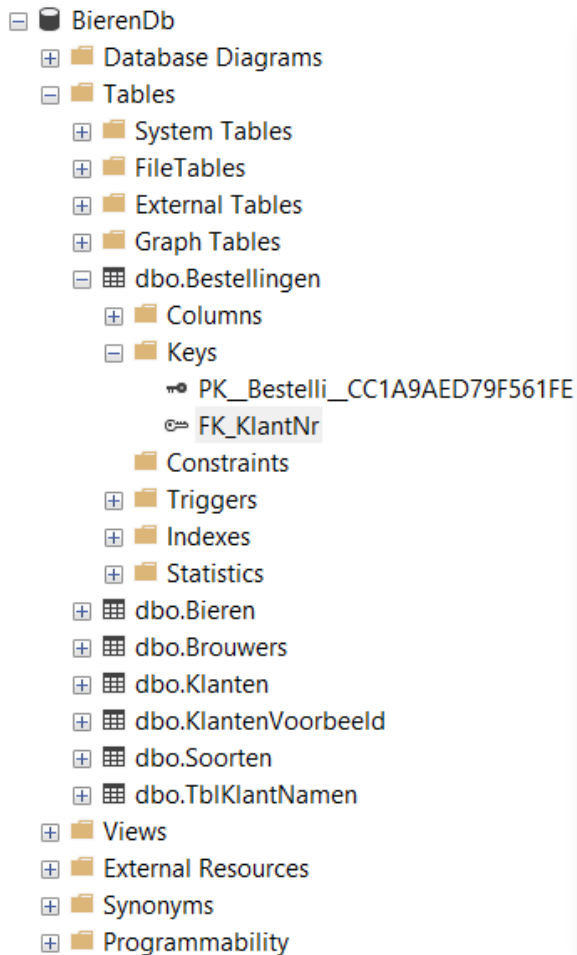 BierenDb
Database Diagrams
Tables
System Tables
FileTables
External Tables
Graph Tables
dbo.Bestellingen
Columns
Keys
PK__Bestelli__CC1A9AED79F561FE
FK_KlantNr
Constraints
Triggers
Indexes
Statistics
dbo.Bieren
dbo.Brouwers
dbo.Klanten
dbo.KlantenVoorbeeld
dbo.Soorten
dbo.TblKlantNamen
Views
External Resources
Synonyms
Programmability